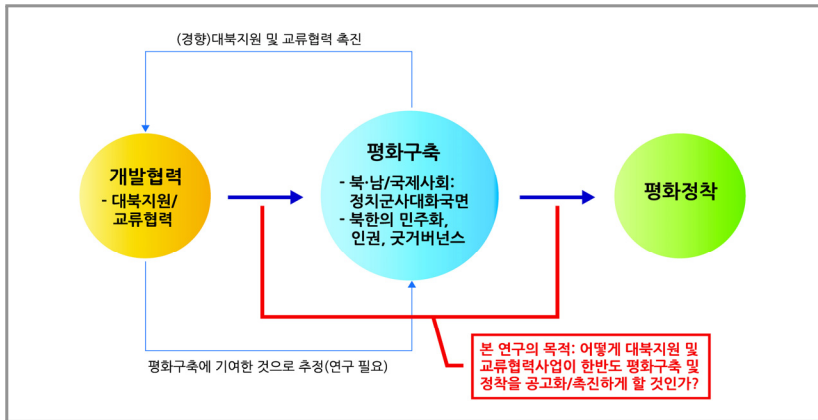 (경향)대북지원 및 교류협력 촉진
개발협력
- 대북지원/
교류협력
평화구축
- 북·남/국제사회:
정치군사대화국면
- 북한의 민주화,
인권, 굿거버넌스
평화정착
평화구축에 기여한 것으로 추정(연구 필요)
본 연구의 목적: 어떻게 대북지원 및
교류협력사업이 한반도 평화구축 및
정착을 공고화/촉진하게 할 것인가?